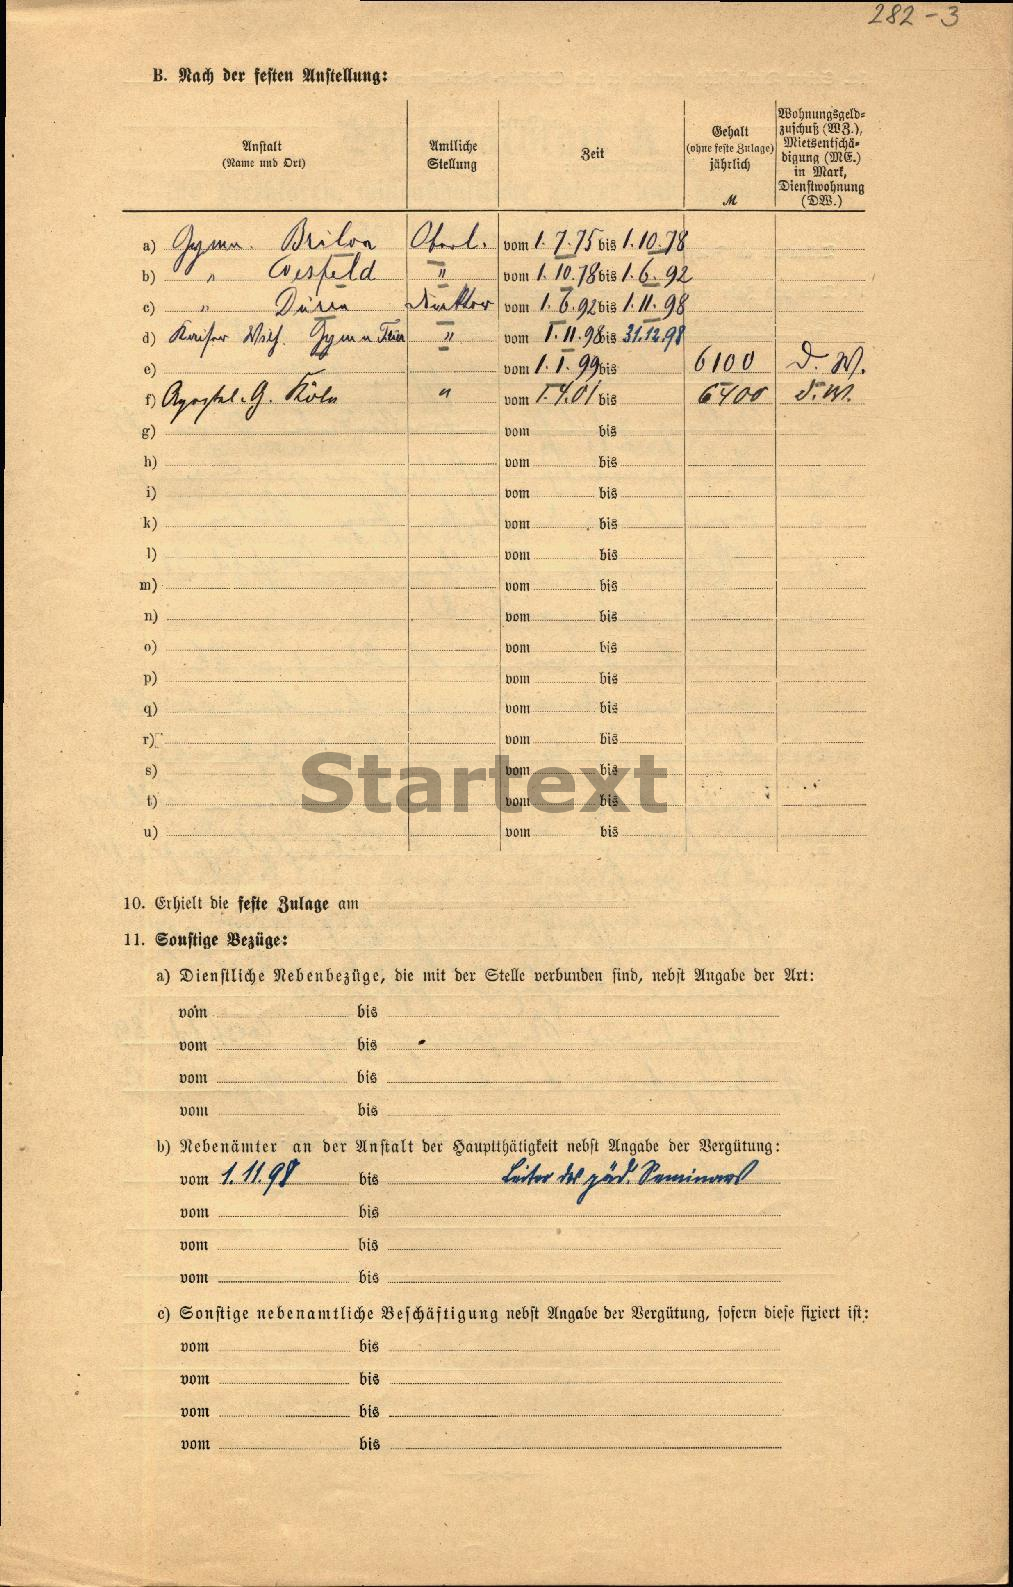 282-3
B. Nach der festen Anstellung:
Anstalt (Name und Ort) Amtliche Stellung Zeit Gehalt (ohne feste Zulage) jährlich M Wohnungsgeldzuschuß (WZ.), Mietsentschädigung (ME.) in Mark, Dienstwohnung (DW.)
a) Gymn. Brilon Oberl. vom 1.7.75 bis 1.10.78
b) " Coesfeld " vom 1.10.78 bis 1.6.92
c) " Düren Direktor vom 1.6.92 bis 1.11.98
d) Kaiser Wilh. Gymn Trier " vom 1.11.98 bis 31.12.98
e) vom 1.1.99 bis 6100 D.W.
f) Apostel.G. Köln " vom 1.4.01 bis 6400 d.W.
g) vom bis
h) vom bis
i) vom bis
k) vom bis
l) vom bis
m) vom bis
n) vom bis
o) vom bis
p) vom bis
q) vom bis
r) vom bis
s) vom bis
Startext
t) vom bis
u) vom bis
10. Erhielt die feste Zulage am
11. Sonstige Bezüge:
a) Dienstliche Nebenbezüge, die mit der Stelle verbunden sind, nebst Angabe der Art:
vom bis
vom bis
vom bis
vom bis
b) Nebenämter an der Anstalt der Hauptthätigkeit nebst Angabe der Vergütung:
vom 1.11.98 bis Leiter des päd. Seminars
vom bis
vom bis
vom bis
c) Sonstige nebenamtliche Beschäftigung nebst Angabe der Vergütung, sofern diese fixiert ist:
vom bis
vom bis
vom bis
vom bis